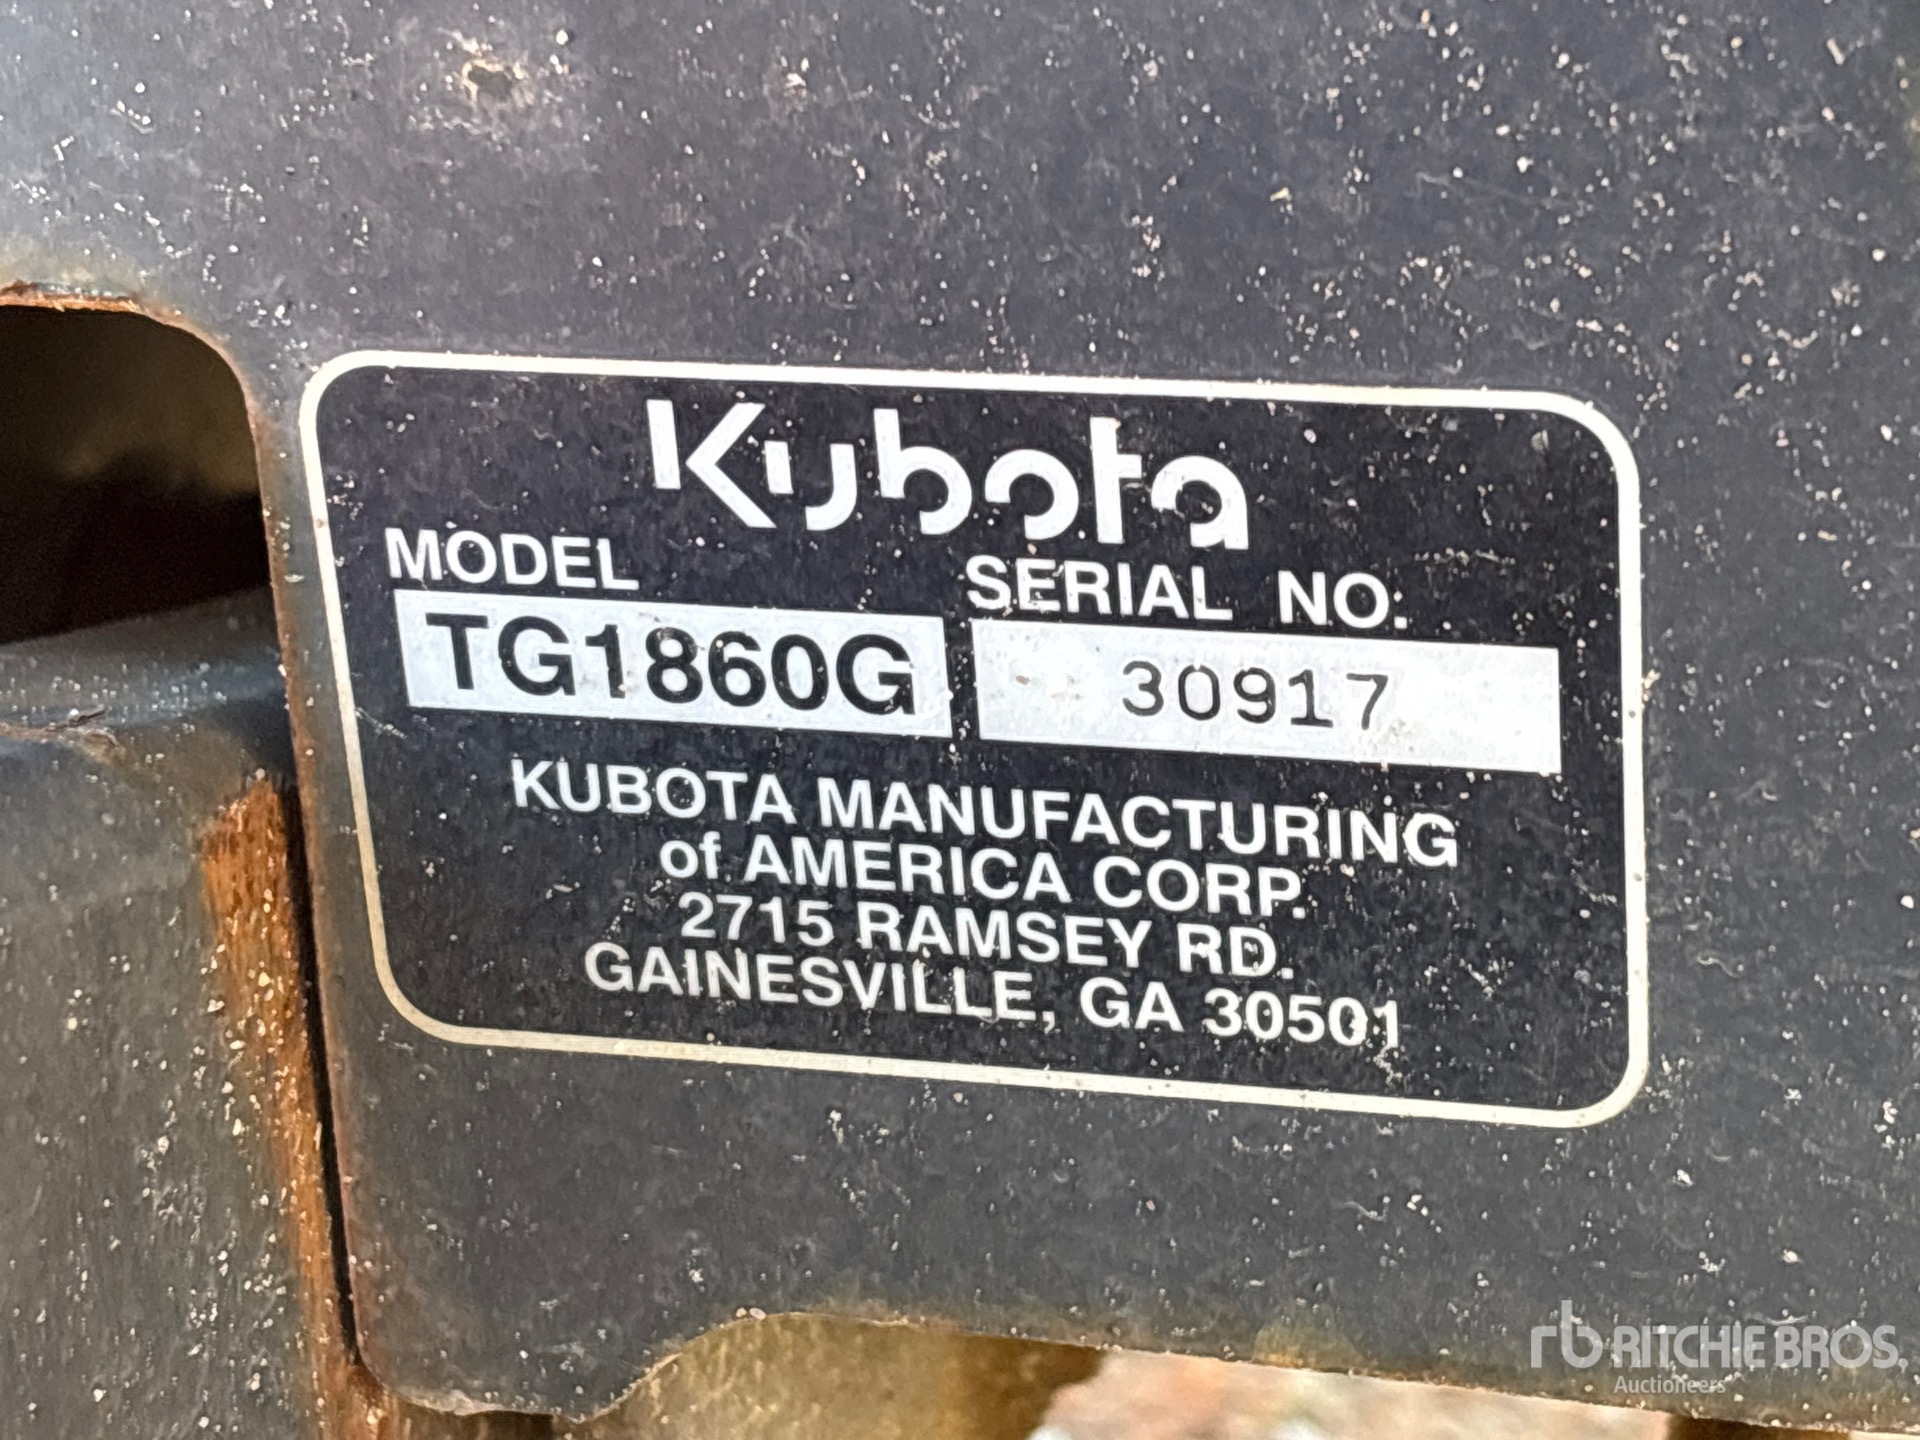 Kubota
MODEL SERIAL NO.
TG1860G 30917
KUBOTA MANUFACTURING
of AMERICA CORP.
2715 RAMSEY RD.
GAINESVILLE, GA 30501
rb RITCHIE BROS.
Auctioneers